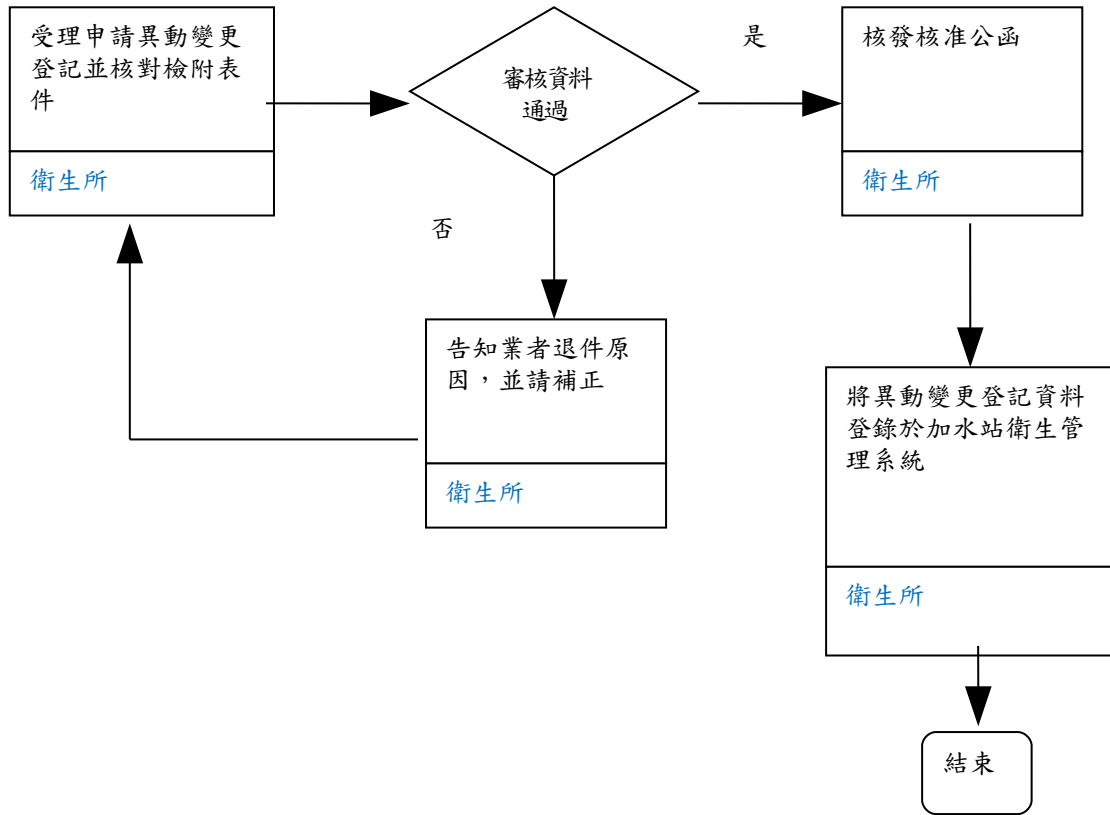 受理申請異動變更
登記並核對檢附表
件
衛生所
審核資料
通過
是
核發核准公函
衛生所
否
告知業者退件原
因，並請補正
衛生所
將異動變更登記資料
登錄於加水站衛生管
理系統
衛生所
結束